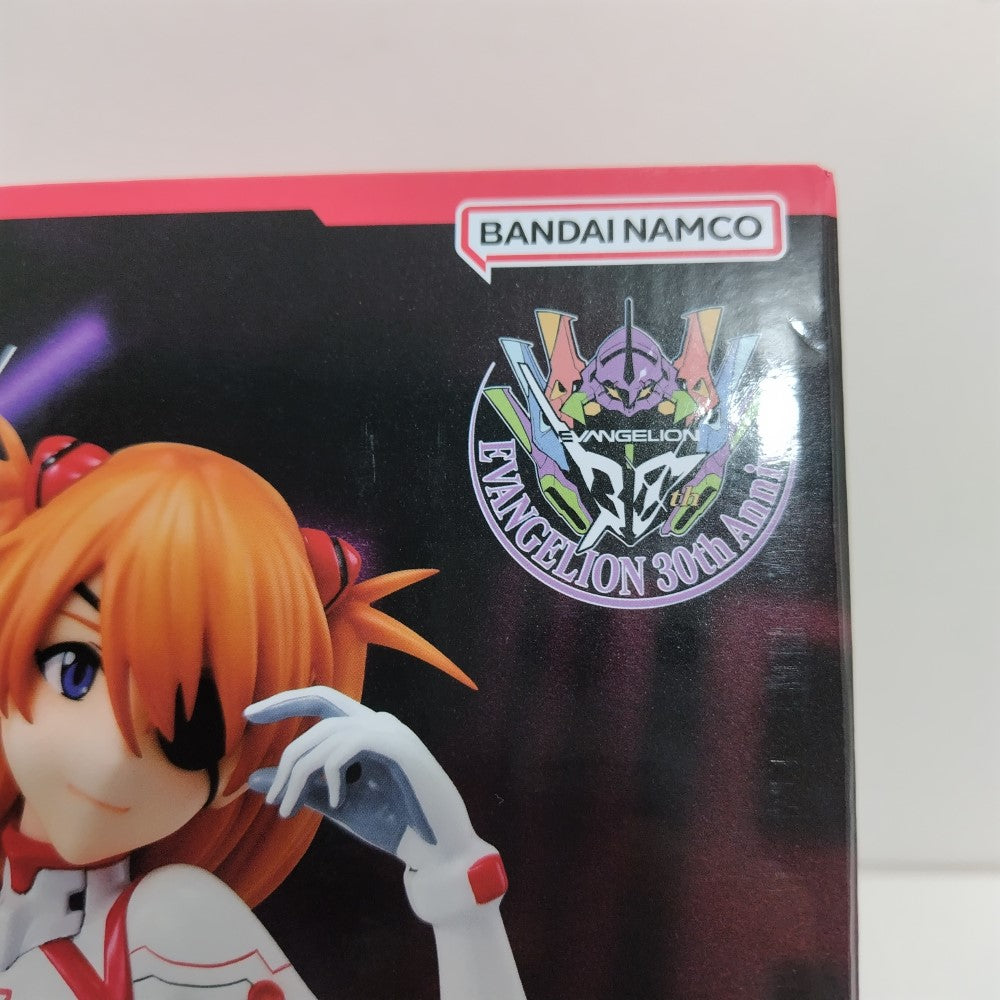 BANDAI NAMCO
EVANGELION
30th
EVANGELION 30th Anni